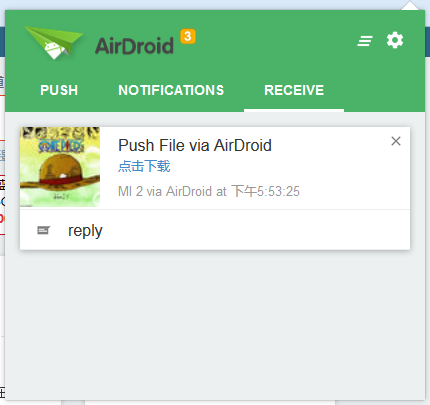 AirDroid 3
PUSH NOTIFICATIONS RECEIVE
Push File via AirDroid
点击下载
MI 2 via AirDroid at 下午5:53:25
reply